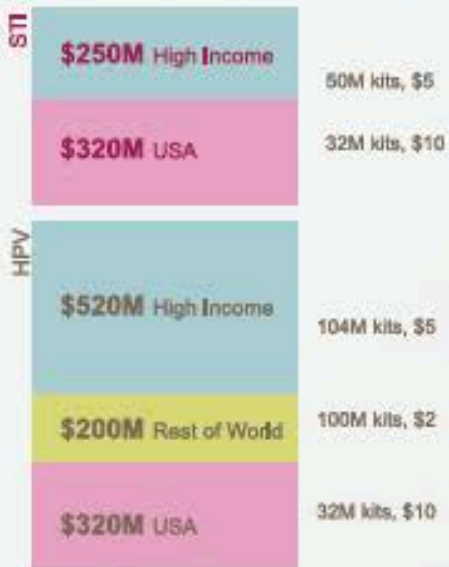 STI
$250M High Income
50M kits, $5
$320M USA
32M kits, $10
HPV
$520M High Income
104M kits, $5
$200M Rest of World
100M kits, $2
$320M USA
32M kits, $10